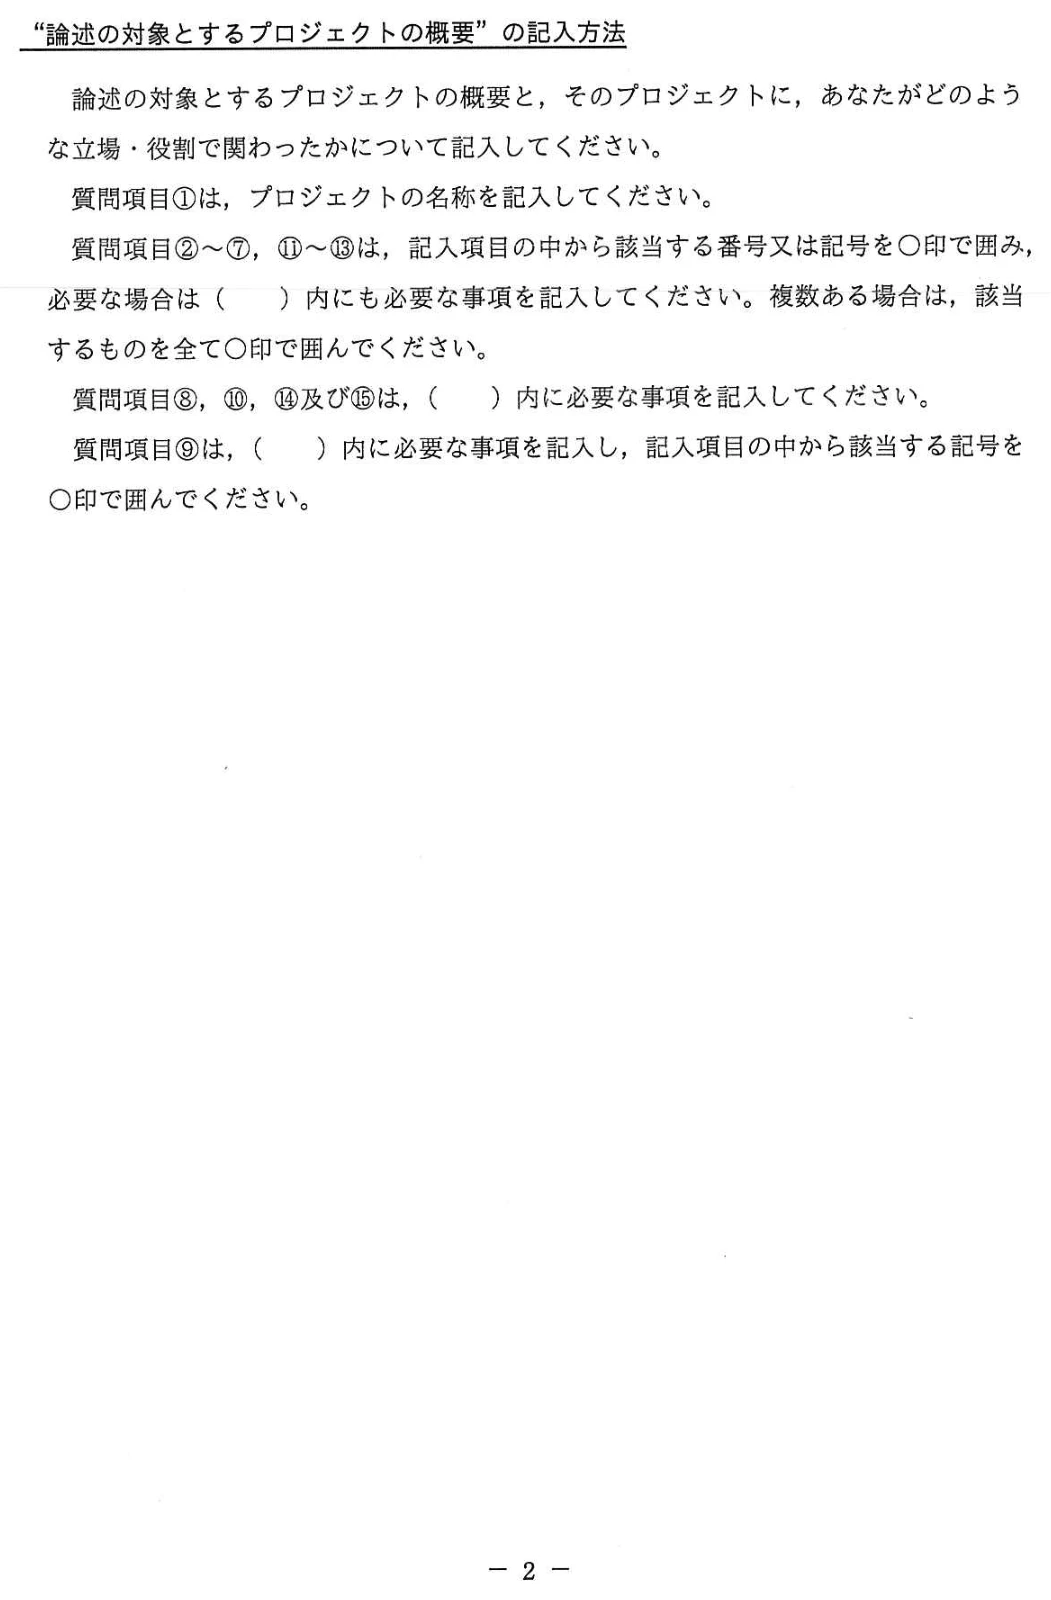 “論述の対象とするプロジェクトの概要”の記入方法
論述の対象とするプロジェクトの概要と，そのプロジェクトに，あなたがどのよう
な立場・役割で関わったかについて記入してください。
質問項目①は，プロジェクトの名称を記入してください。
質問項目②～⑦，⑪～⑬は，記入項目の中から該当する番号又は記号を〇印で囲み，
必要な場合は（　　）内にも必要な事項を記入してください。複数ある場合は，該当
するものを全て〇印で囲んでください。
質問項目⑧，⑩，⑭及び⑮は，（　　）内に必要な事項を記入してください。
質問項目⑨は，（　　）内に必要な事項を記入し，記入項目の中から該当する記号を
〇印で囲んでください。
－ 2 －